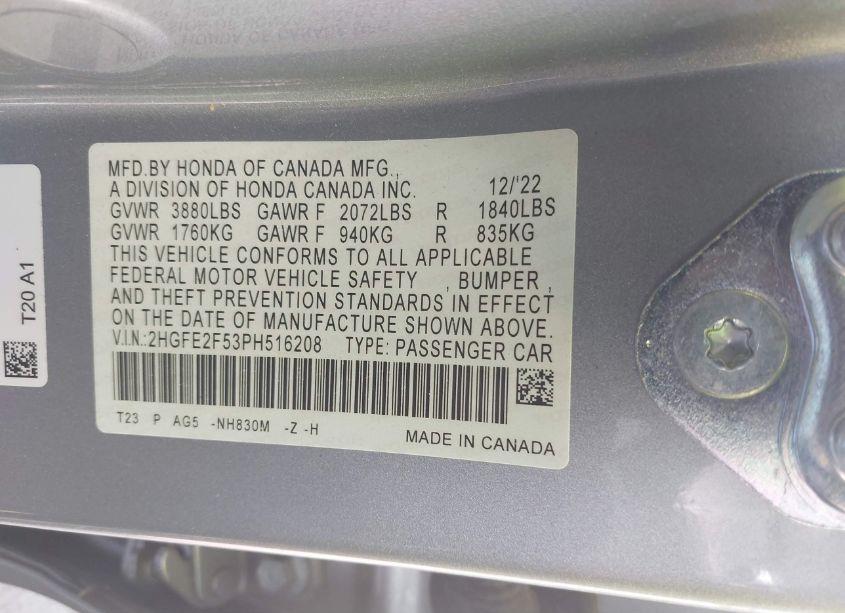 MFD.BY HONDA OF CANADA MFG.,
A DIVISION OF HONDA CANADA INC. 12/'22
GVWR 3880LBS GAWR F 2072LBS R 1840LBS
GVWR 1760KG GAWR F 940KG R 835KG
THIS VEHICLE CONFORMS TO ALL APPLICABLE
FEDERAL MOTOR VEHICLE SAFETY , BUMPER ,
AND THEFT PREVENTION STANDARDS IN EFFECT
ON THE DATE OF MANUFACTURE SHOWN ABOVE.
V.I.N.:2HGFE2F53PH516208 TYPE: PASSENGER CAR
T23 P AG5 -NH830M -Z -H
MADE IN CANADA
T20 A1